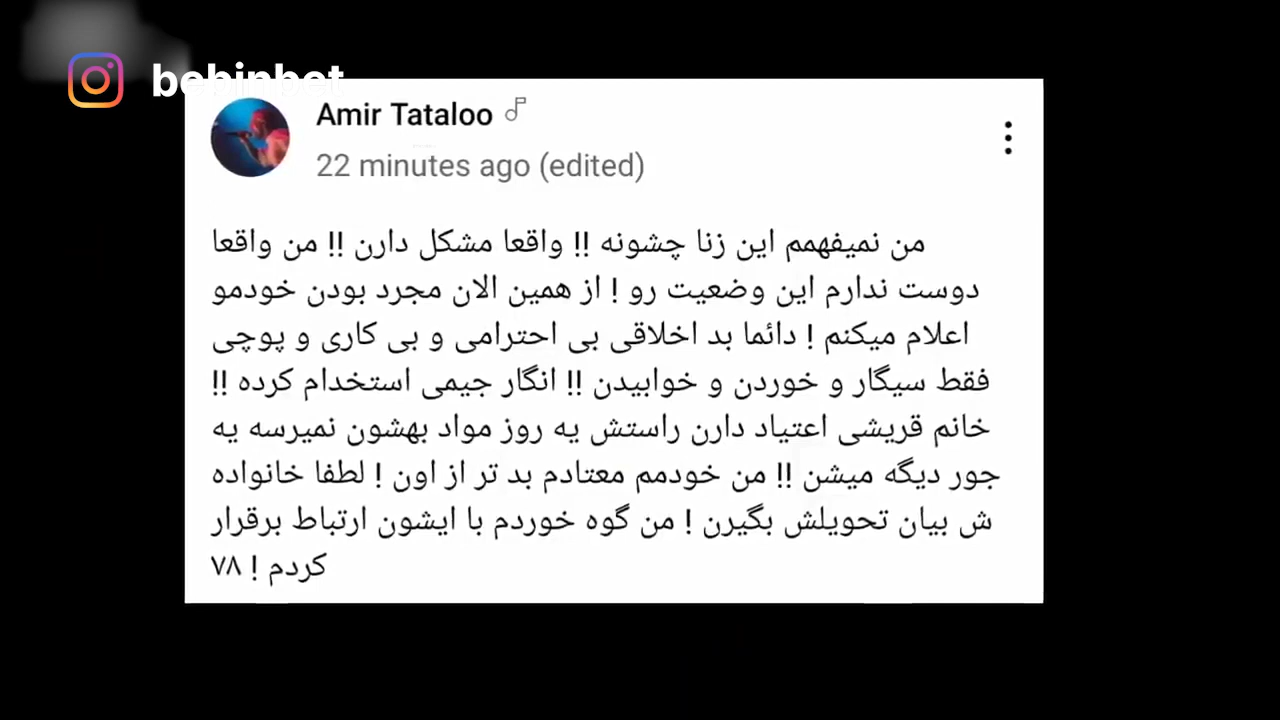 bebinbet
Amir Tataloo
22 minutes ago (edited)
من نمیفهمم این زنا چشونه !! واقعا مشکل دارن !! من واقعا
دوست ندارم این وضعیت رو ! از همین الان مجرد بودن خودمو
اعلام میکنم ! دائما بد اخلاقی بی احترامی و بی کاری و پوچی
فقط سیگار و خوردن و خوابیدن !! انگار جیمی استخدام کرده !!
خانم قریشی اعتیاد دارن راستش یه روز مواد بهشون نمیرسه یه
جور دیگه میشن !! من خودمم معتادم بد تر از اون ! لطفا خانواده
ش بیان تحویلش بگیرن ! من گوه خوردم با ایشون ارتباط برقرار
کردم ! ۷۸